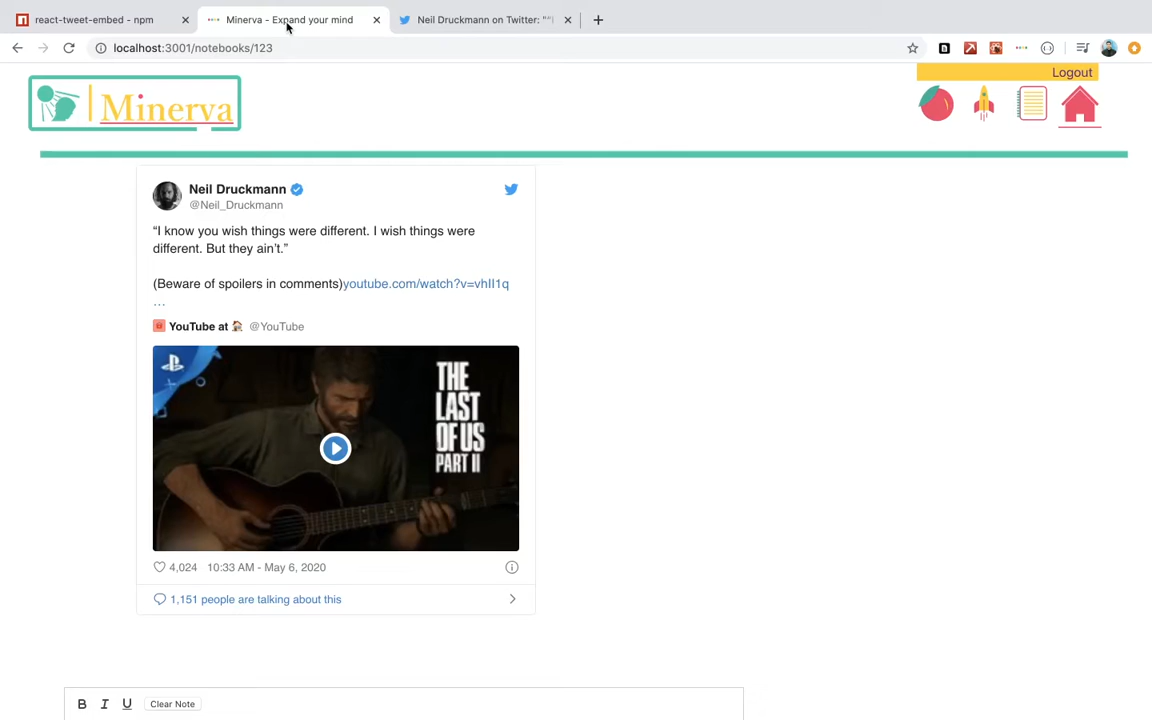 react-tweet-embed - npm
Minerva - Expand your mind
Neil Druckmann on Twitter: "“I
localhost:3001/notebooks/123
Logout
Minerva
Neil Druckmann
@Neil_Druckmann
“I know you wish things were different. I wish things were
different. But they ain’t.”
(Beware of spoilers in comments)youtube.com/watch?v=vhII1q
…
YouTube at @YouTube
THE
LAST
OF US
PART II
4,024 10:33 AM - May 6, 2020
1,151 people are talking about this
B I U Clear Note